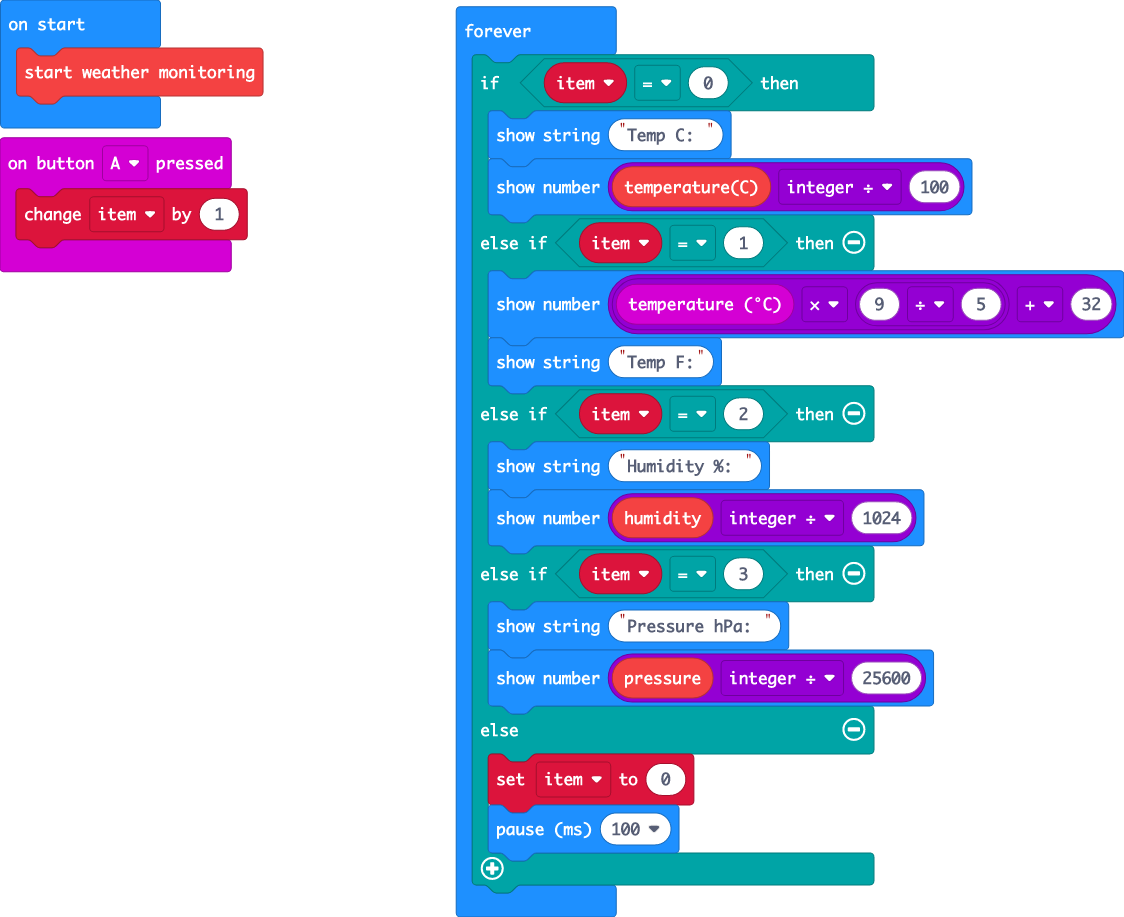 on start
start weather monitoring
on button A pressed
change item by 1
forever
if item = 0 then
show string "Temp C: "
show number temperature(C) integer ÷ 100
else if item = 1 then
show number temperature (°C) × 9 ÷ 5 + 32
show string "Temp F:"
else if item = 2 then
show string "Humidity %: "
show number humidity integer ÷ 1024
else if item = 3 then
show string "Pressure hPa: "
show number pressure integer ÷ 25600
else
set item to 0
pause (ms) 100